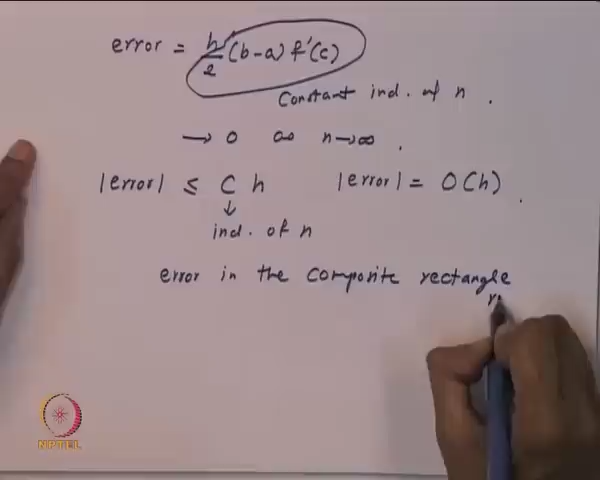 error = h/2 (b-a) f'(c)
Constant ind. of n .
→ 0 as n→∞ .
|error| ≤ C h |error| = O(h) .
↓
ind. of n
error in the composite rectangle
NPTEL